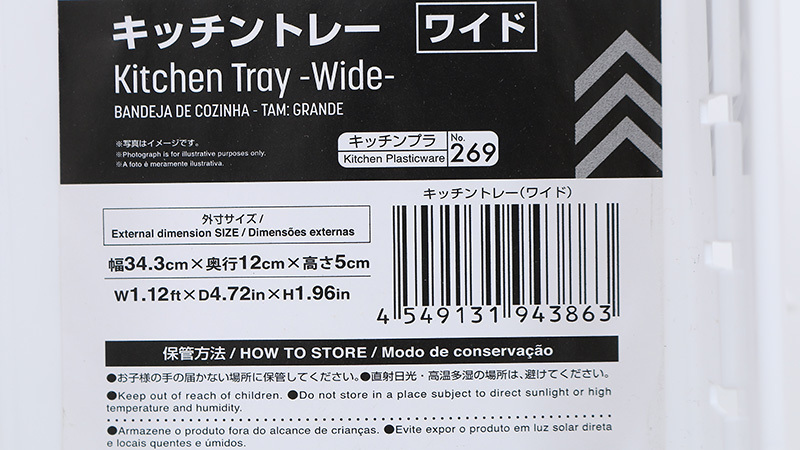 キッチントレー ワイド
Kitchen Tray -Wide-
BANDEJA DE COZINHA - TAM: GRANDE
※写真はイメージです。
※Photograph is for illustrative purposes only.
※A foto é meramente ilustrativa.
キッチンプラ No.
Kitchen Plasticware 269
キッチントレー(ワイド)
外寸サイズ/
External dimension SIZE / Dimensões externas
幅34.3cm×奥行12cm×高さ5cm
W1.12ft×D4.72in×H1.96in
4 549131 943863
保管方法 / HOW TO STORE / Modo de conservação
●お子様の手の届かない場所に保管してください。●直射日光・高温多湿の場所は、避けてください。
●Keep out of reach of children. ●Do not store in a place subject to direct sunlight or high
temperature and humidity.
●Armazene o produto fora do alcance de crianças. ●Evite expor o produto em luz solar direta
e locais quentes e úmidos.